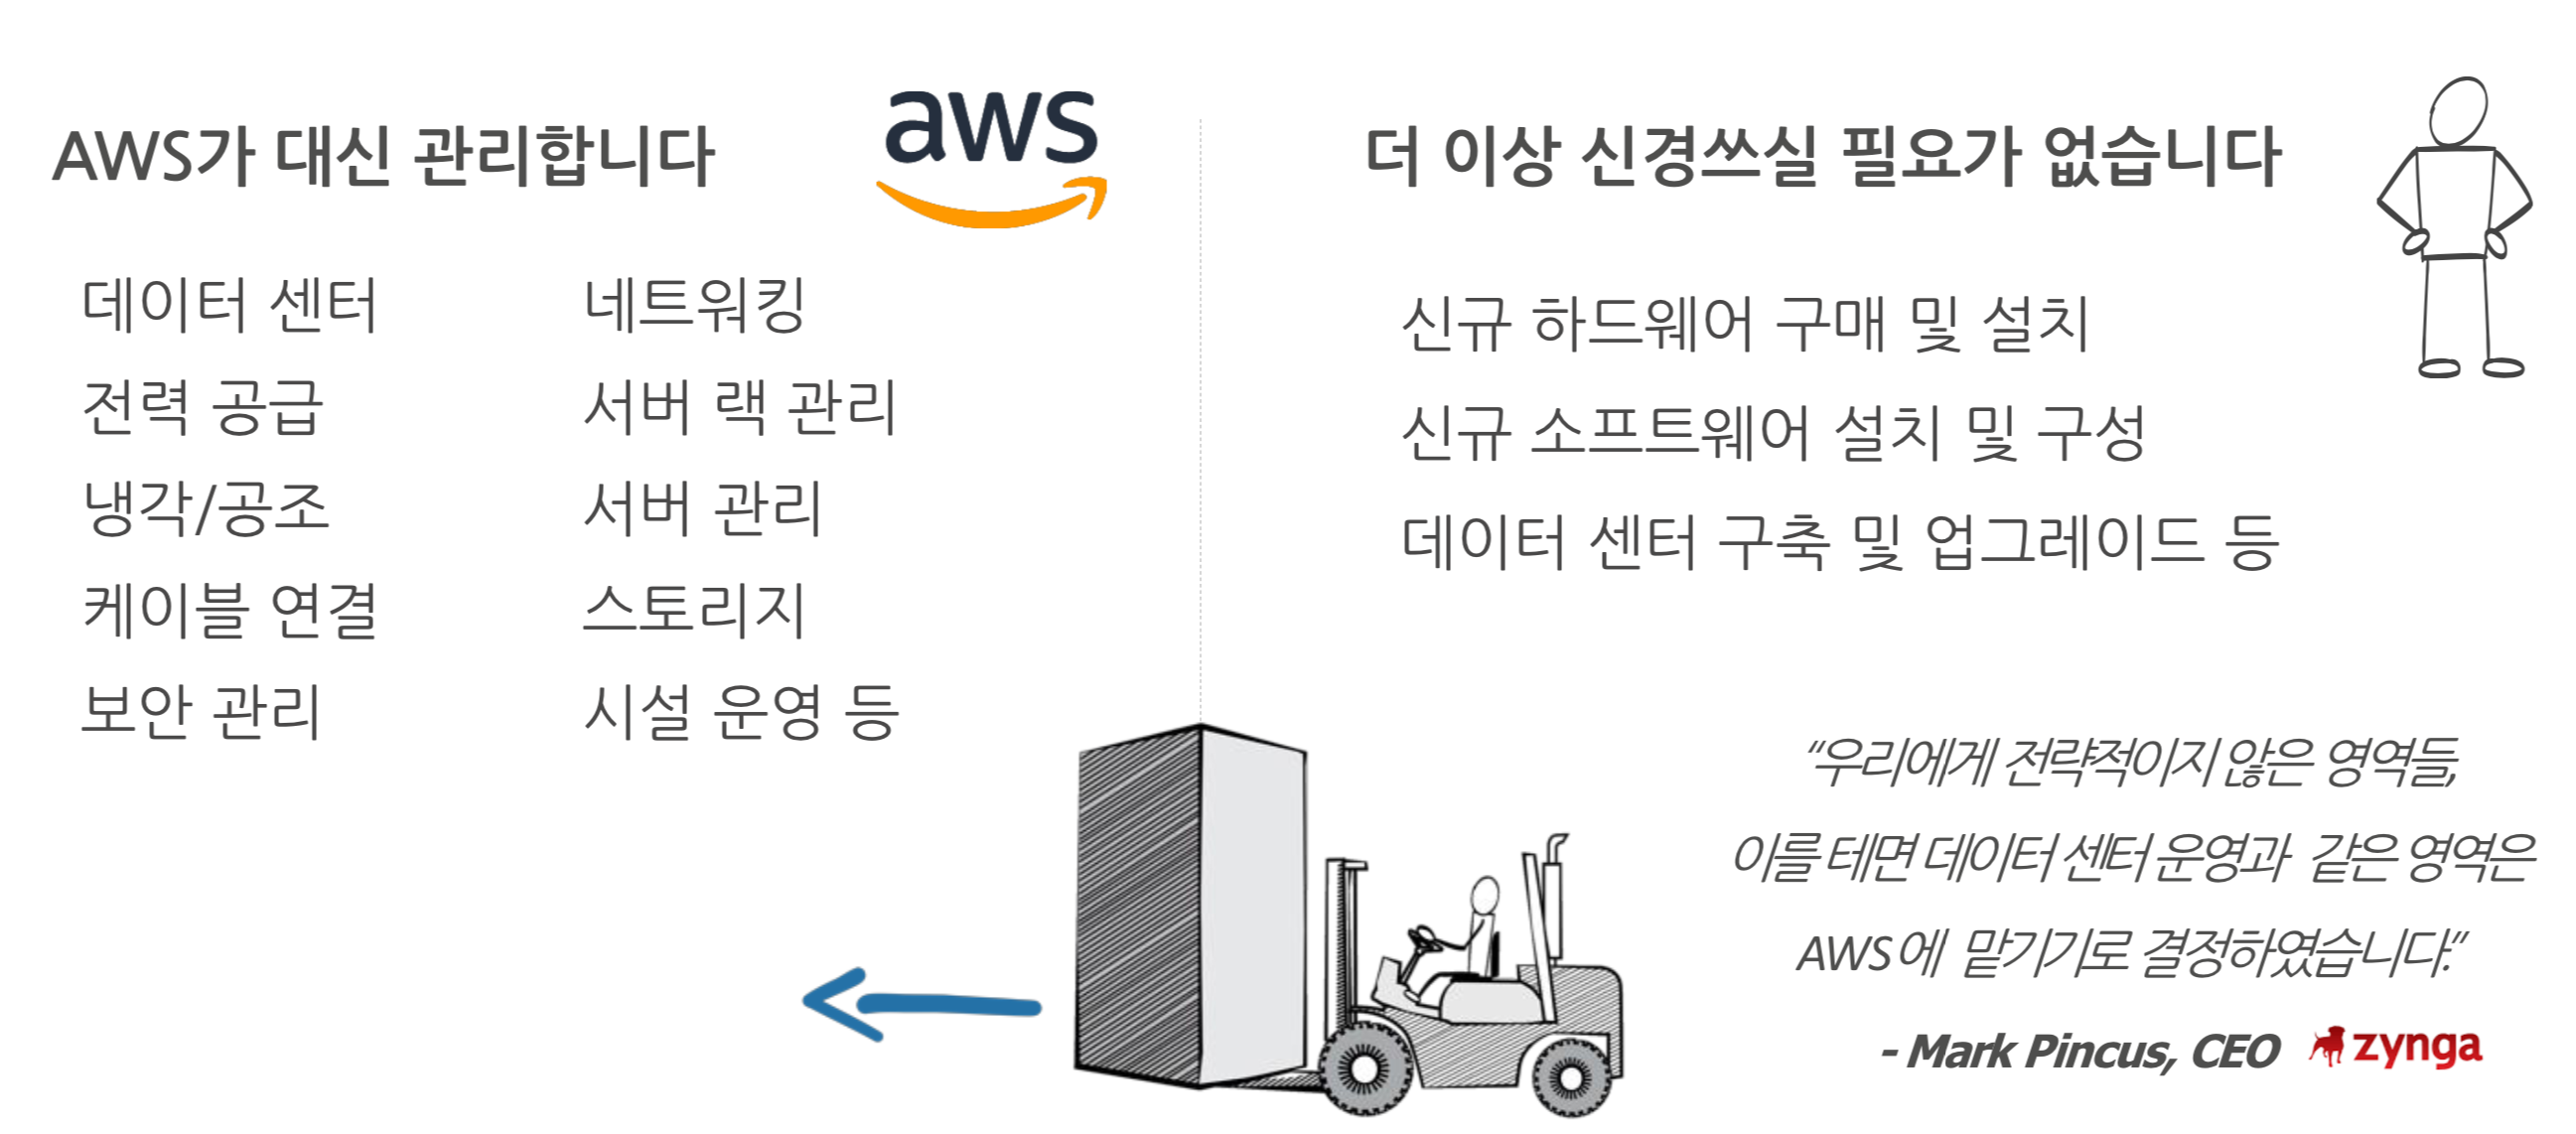 AWS가 대신 관리합니다
aws
데이터 센터
전력 공급
냉각/공조
케이블 연결
보안 관리
네트워킹
서버 랙 관리
서버 관리
스토리지
시설 운영 등
더 이상 신경쓰실 필요가 없습니다
신규 하드웨어 구매 및 설치
신규 소프트웨어 설치 및 구성
데이터 센터 구축 및 업그레이드 등
“우리에게 전략적이지 않은 영역들,
이를 테면 데이터 센터 운영과 같은 영역은
AWS에 맡기기로 결정하였습니다.”
- Mark Pincus, CEO zynga